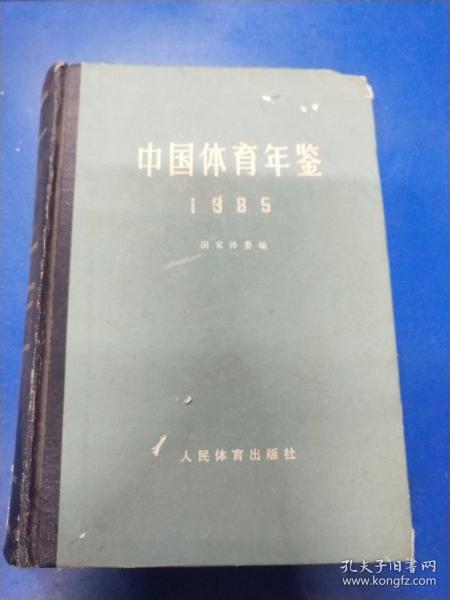 中国体育年鉴
1985
国家体委编
人民体育出版社
孔夫子旧书网
www.kongfz.com